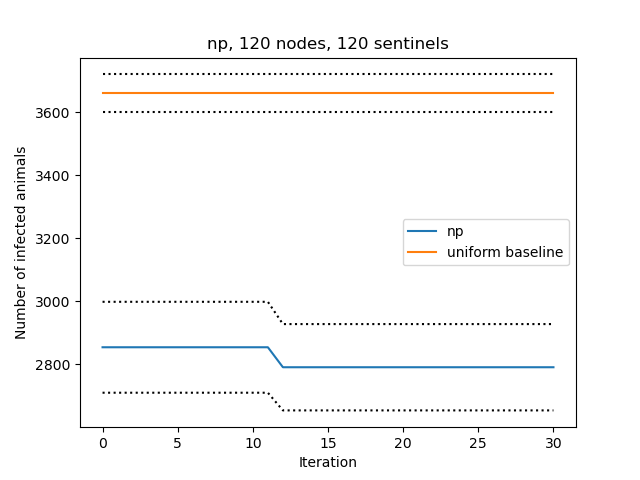 np, 120 nodes, 120 sentinels
Number of infected animals
3600
3400
3200
3000
2800
np
uniform baseline
0 5 10 15 20 25 30
Iteration